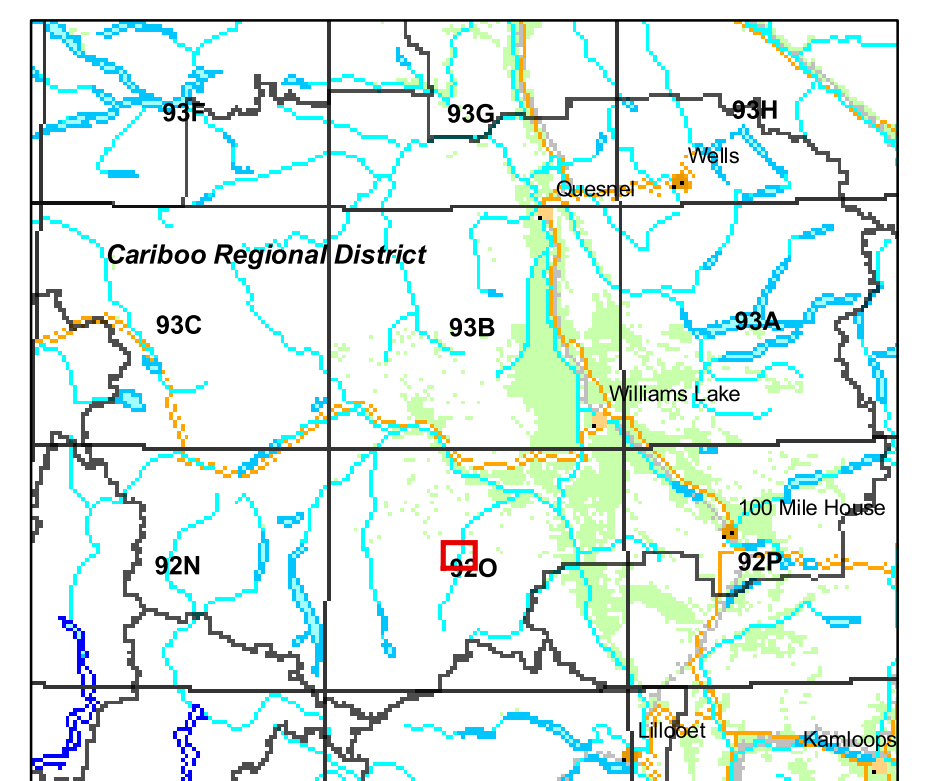 93F
93G
93H
Wells
Quesnel
Cariboo Regional District
93C
93B
93A
Williams Lake
100 Mile House
92N
92O
92P
Lillooet
Kamloops